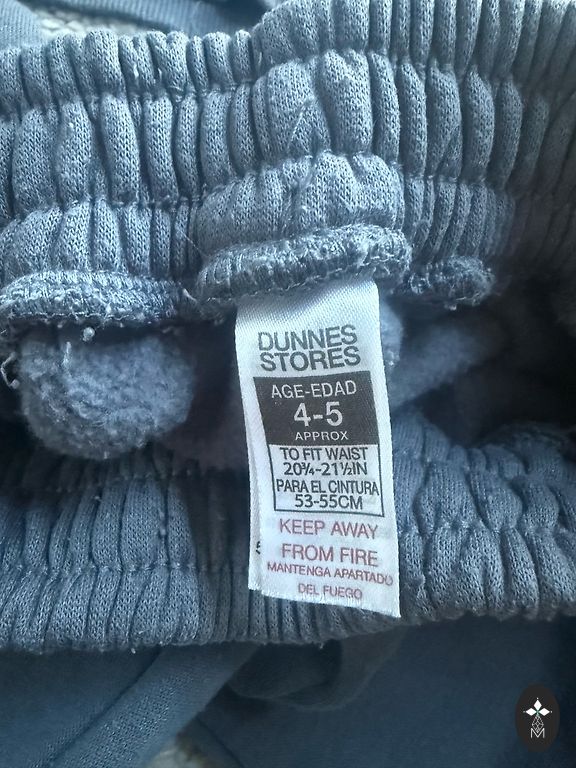 DUNNES
STORES
AGE-EDAD
4-5
APPROX
TO FIT WAIST
20¾-21½IN
PARA EL CINTURA
53-55CM
KEEP AWAY
FROM FIRE
MANTENGA APARTADO
DEL FUEGO